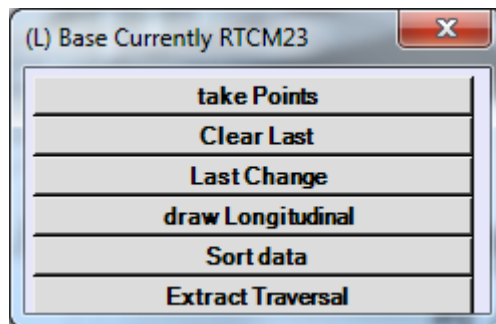 (L) Base Currently RTCM23
take Points
Clear Last
Last Change
draw Longitudinal
Sort data
Extract Traversal